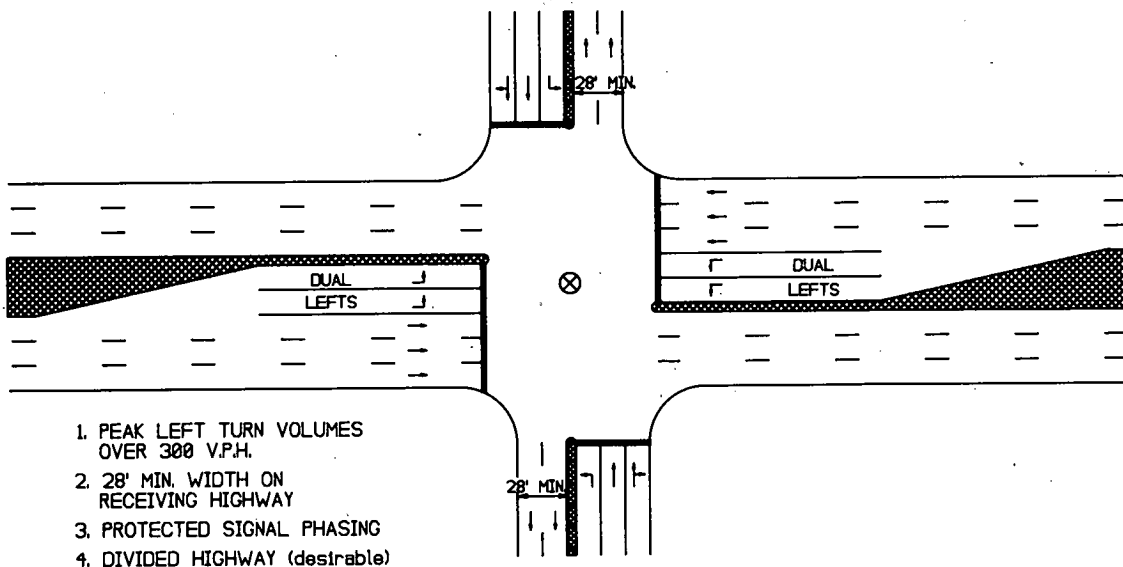 28' MIN.
DUAL
LEFTS
DUAL
LEFTS
28' MIN.
1. PEAK LEFT TURN VOLUMES
OVER 300 V.P.H.
2. 28' MIN. WIDTH ON
RECEIVING HIGHWAY
3. PROTECTED SIGNAL PHASING
4. DIVIDED HIGHWAY (desirable)